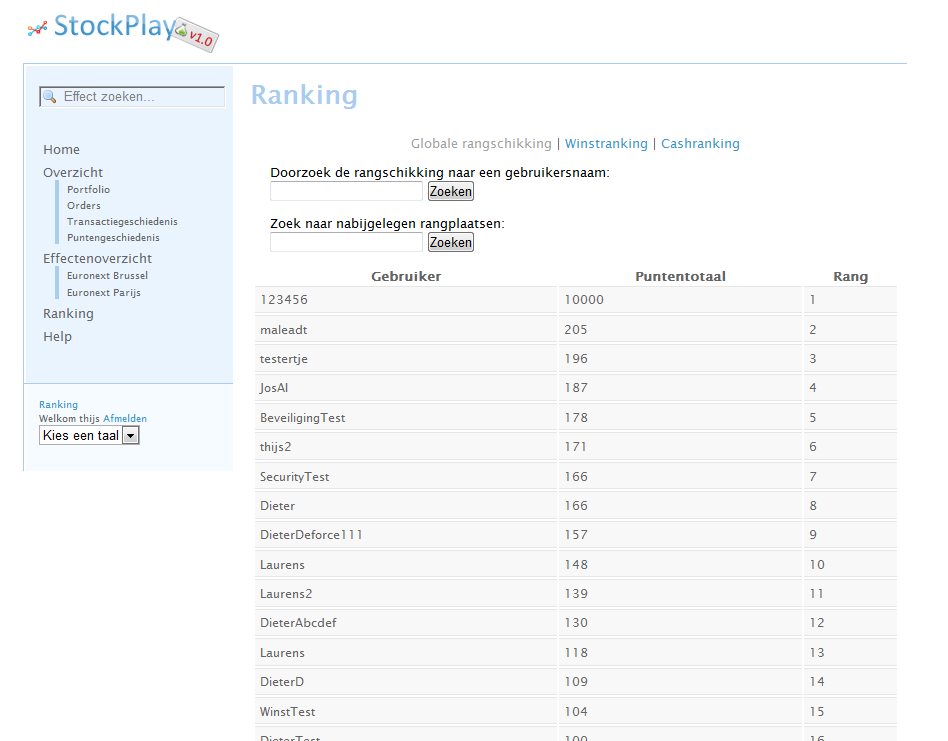 StockPlay v1.0
Effect zoeken...
Home
Overzicht
Portfolio
Orders
Transactiegeschiedenis
Puntengeschiedenis
Effectenoverzicht
Euronext Brussel
Euronext Parijs
Ranking
Help
Ranking
Welkom thijs Afmelden
Kies een taal
Ranking
Globale rangschikking | Winstranking | Cashranking
Doorzoek de rangschikking naar een gebruikersnaam:
Zoeken
Zoek naar nabijgelegen rangplaatsen:
Zoeken
Gebruiker Puntentotaal Rang
123456 10000 1
maleadt 205 2
testertje 196 3
JosAl 187 4
BeveiligingTest 178 5
thijs2 171 6
SecurityTest 166 7
Dieter 166 8
DieterDeforce111 157 9
Laurens 148 10
Laurens2 139 11
DieterAbcdef 130 12
Laurens 118 13
DieterD 109 14
WinstTest 104 15
DieterTest 100 16